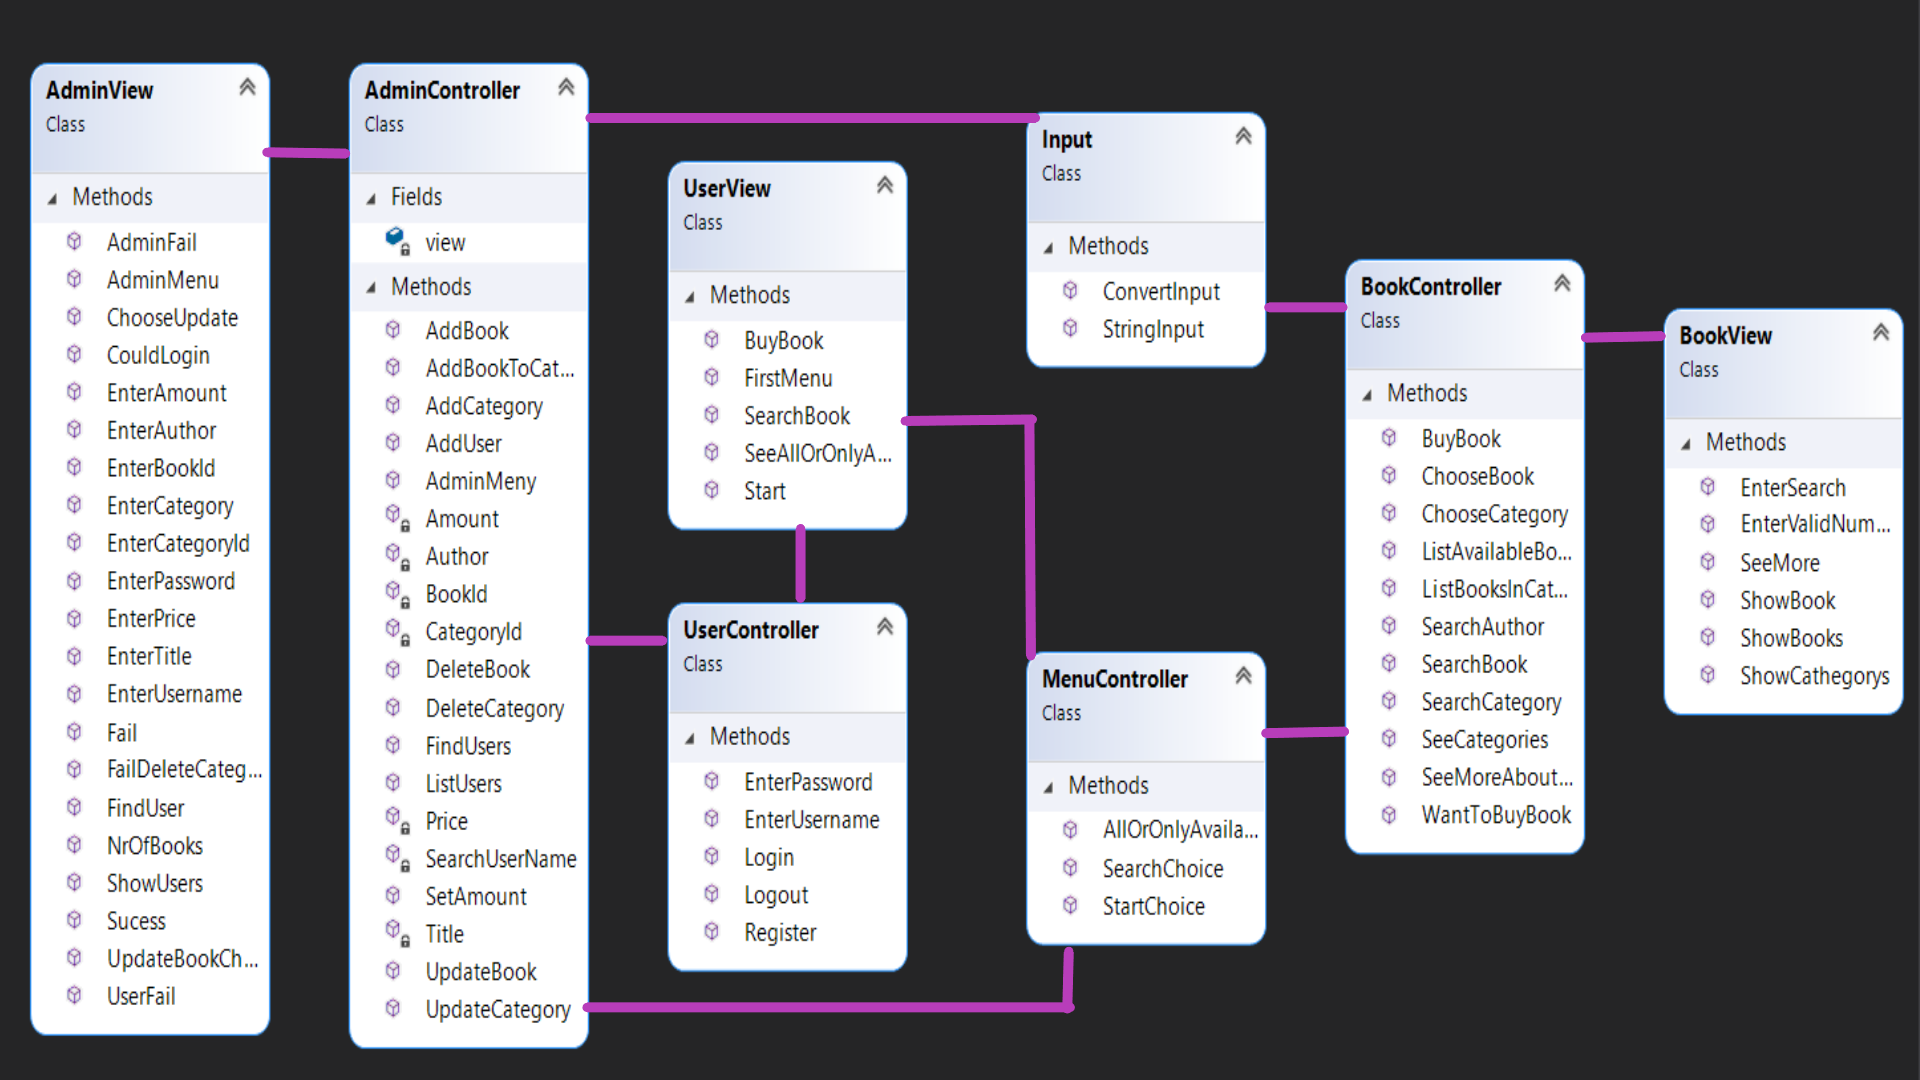 AdminView
Class
Methods
AdminFail
AdminMenu
ChooseUpdate
CouldLogin
EnterAmount
EnterAuthor
EnterBookId
EnterCategory
EnterCategoryId
EnterPassword
EnterPrice
EnterTitle
EnterUsername
Fail
FailDeleteCateg...
FindUser
NrOfBooks
ShowUsers
Sucess
UpdateBookCh...
UserFail
AdminController
Class
Fields
view
Methods
AddBook
AddBookToCat...
AddCategory
AddUser
AdminMeny
Amount
Author
BookId
CategoryId
DeleteBook
DeleteCategory
FindUsers
ListUsers
Price
SearchUserName
SetAmount
Title
UpdateBook
UpdateCategory
UserView
Class
Methods
BuyBook
FirstMenu
SearchBook
SeeAllOrOnlyA...
Start
UserController
Class
Methods
EnterPassword
EnterUsername
Login
Logout
Register
Input
Class
Methods
ConvertInput
StringInput
MenuController
Class
Methods
AllOrOnlyAvaila...
SearchChoice
StartChoice
BookController
Class
Methods
BuyBook
ChooseBook
ChooseCategory
ListAvailableBo...
ListBooksInCat...
SearchAuthor
SearchBook
SearchCategory
SeeCategories
SeeMoreAbout...
WantToBuyBook
BookView
Class
Methods
EnterSearch
EnterValidNum...
SeeMore
ShowBook
ShowBooks
ShowCathegorys